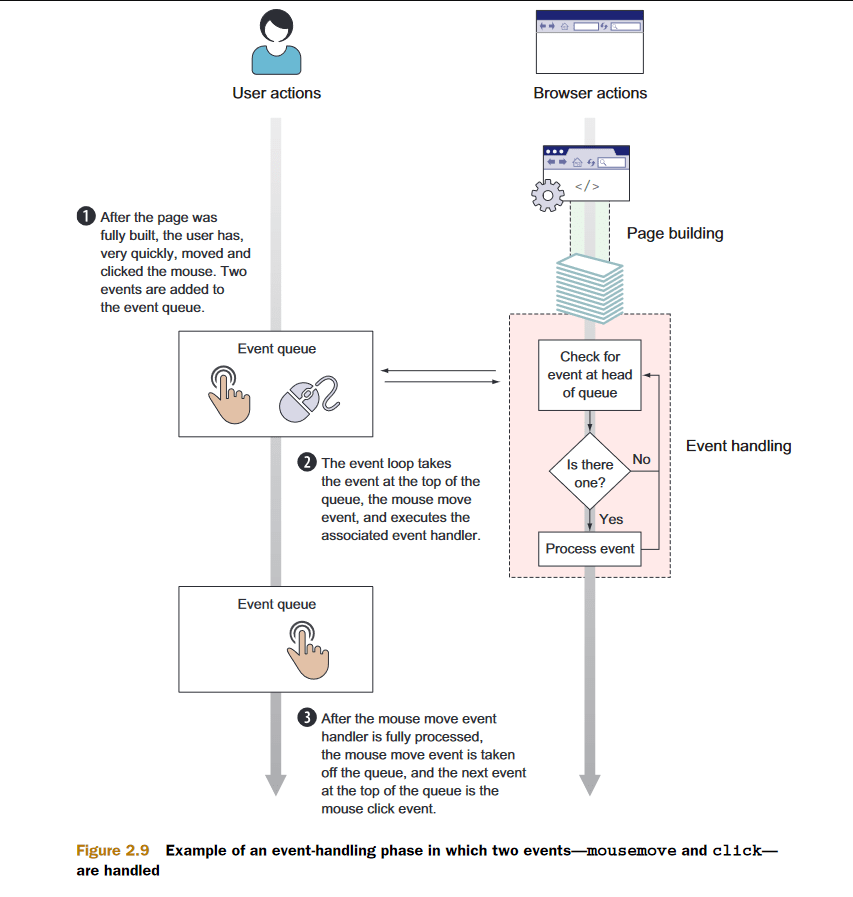 User actions
Browser actions
</>
1 After the page was
fully built, the user has,
very quickly, moved and
clicked the mouse. Two
events are added to
the event queue.
Page building
Event queue
Check for
event at head
of queue
Event handling
Is there
one?
No
Yes
Process event
2 The event loop takes
the event at the top of the
queue, the mouse move
event, and executes the
associated event handler.
Event queue
3 After the mouse move event
handler is fully processed,
the mouse move event is taken
off the queue, and the next event
at the top of the queue is the
mouse click event.
Figure 2.9 Example of an event-handling phase in which two events—mousemove and click—
are handled